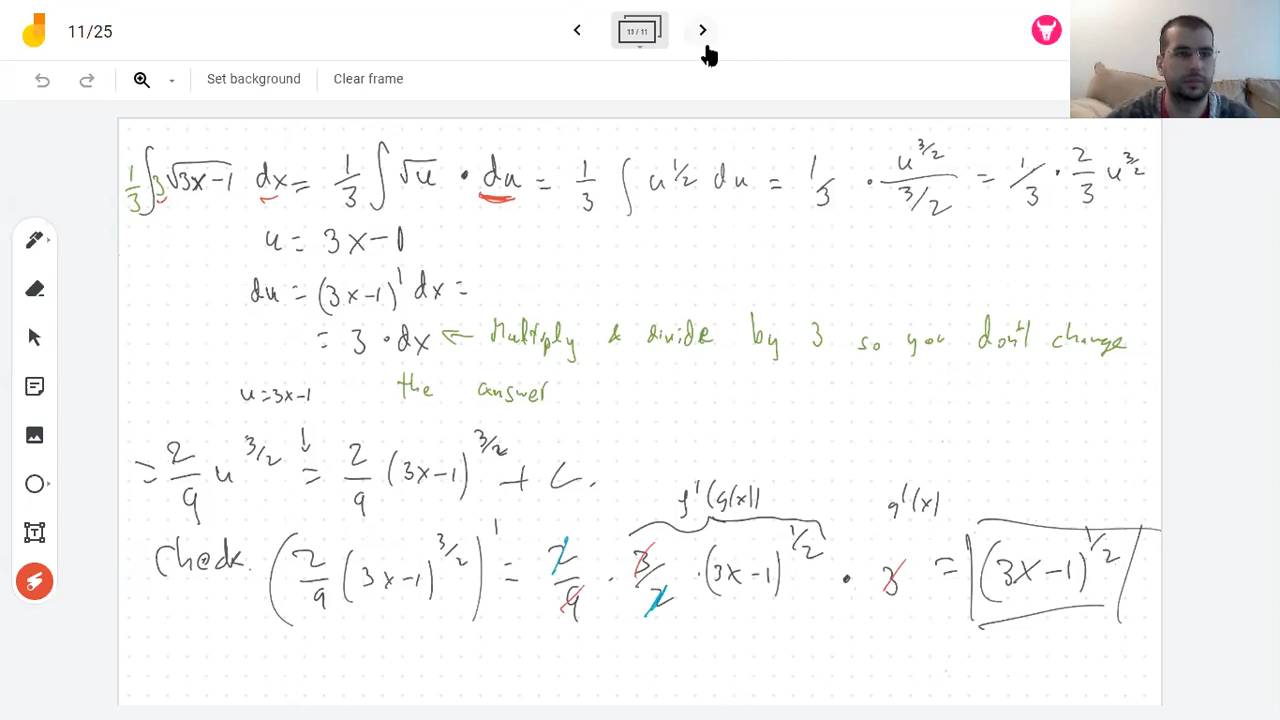 11/25
11/11
Set background
Clear frame
1/3 ∫ 3 √(3x-1) dx = 1/3 ∫ √u · du = 1/3 ∫ u^(1/2) du = 1/3 · u^(3/2)/(3/2) = 1/3 · 2/3 u^(3/2)
u = 3x-1
du = (3x-1)' dx =
= 3 · dx ← Multiply & divide by 3 so you don't change
the answer
u=3x-1
= 2/9 u^(3/2) ↓= 2/9 (3x-1)^(3/2) + C.
f'(g(x)) g'(x)
Check. (2/9 (3x-1)^(3/2))' = 2/9 · 3/2 · (3x-1)^(1/2) · 3 = (3x-1)^(1/2)